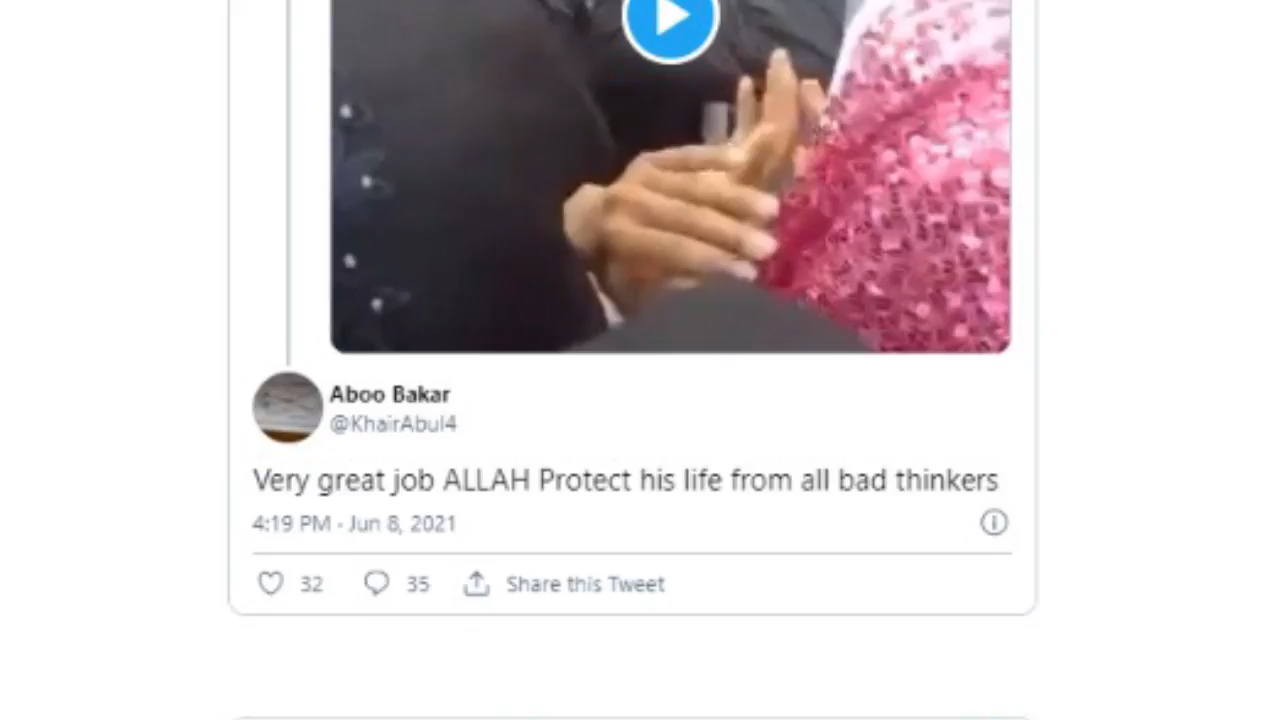 Aboo Bakar
@KhairAbul4
Very great job ALLAH Protect his life from all bad thinkers
4:19 PM · Jun 8, 2021
32 35 Share this Tweet